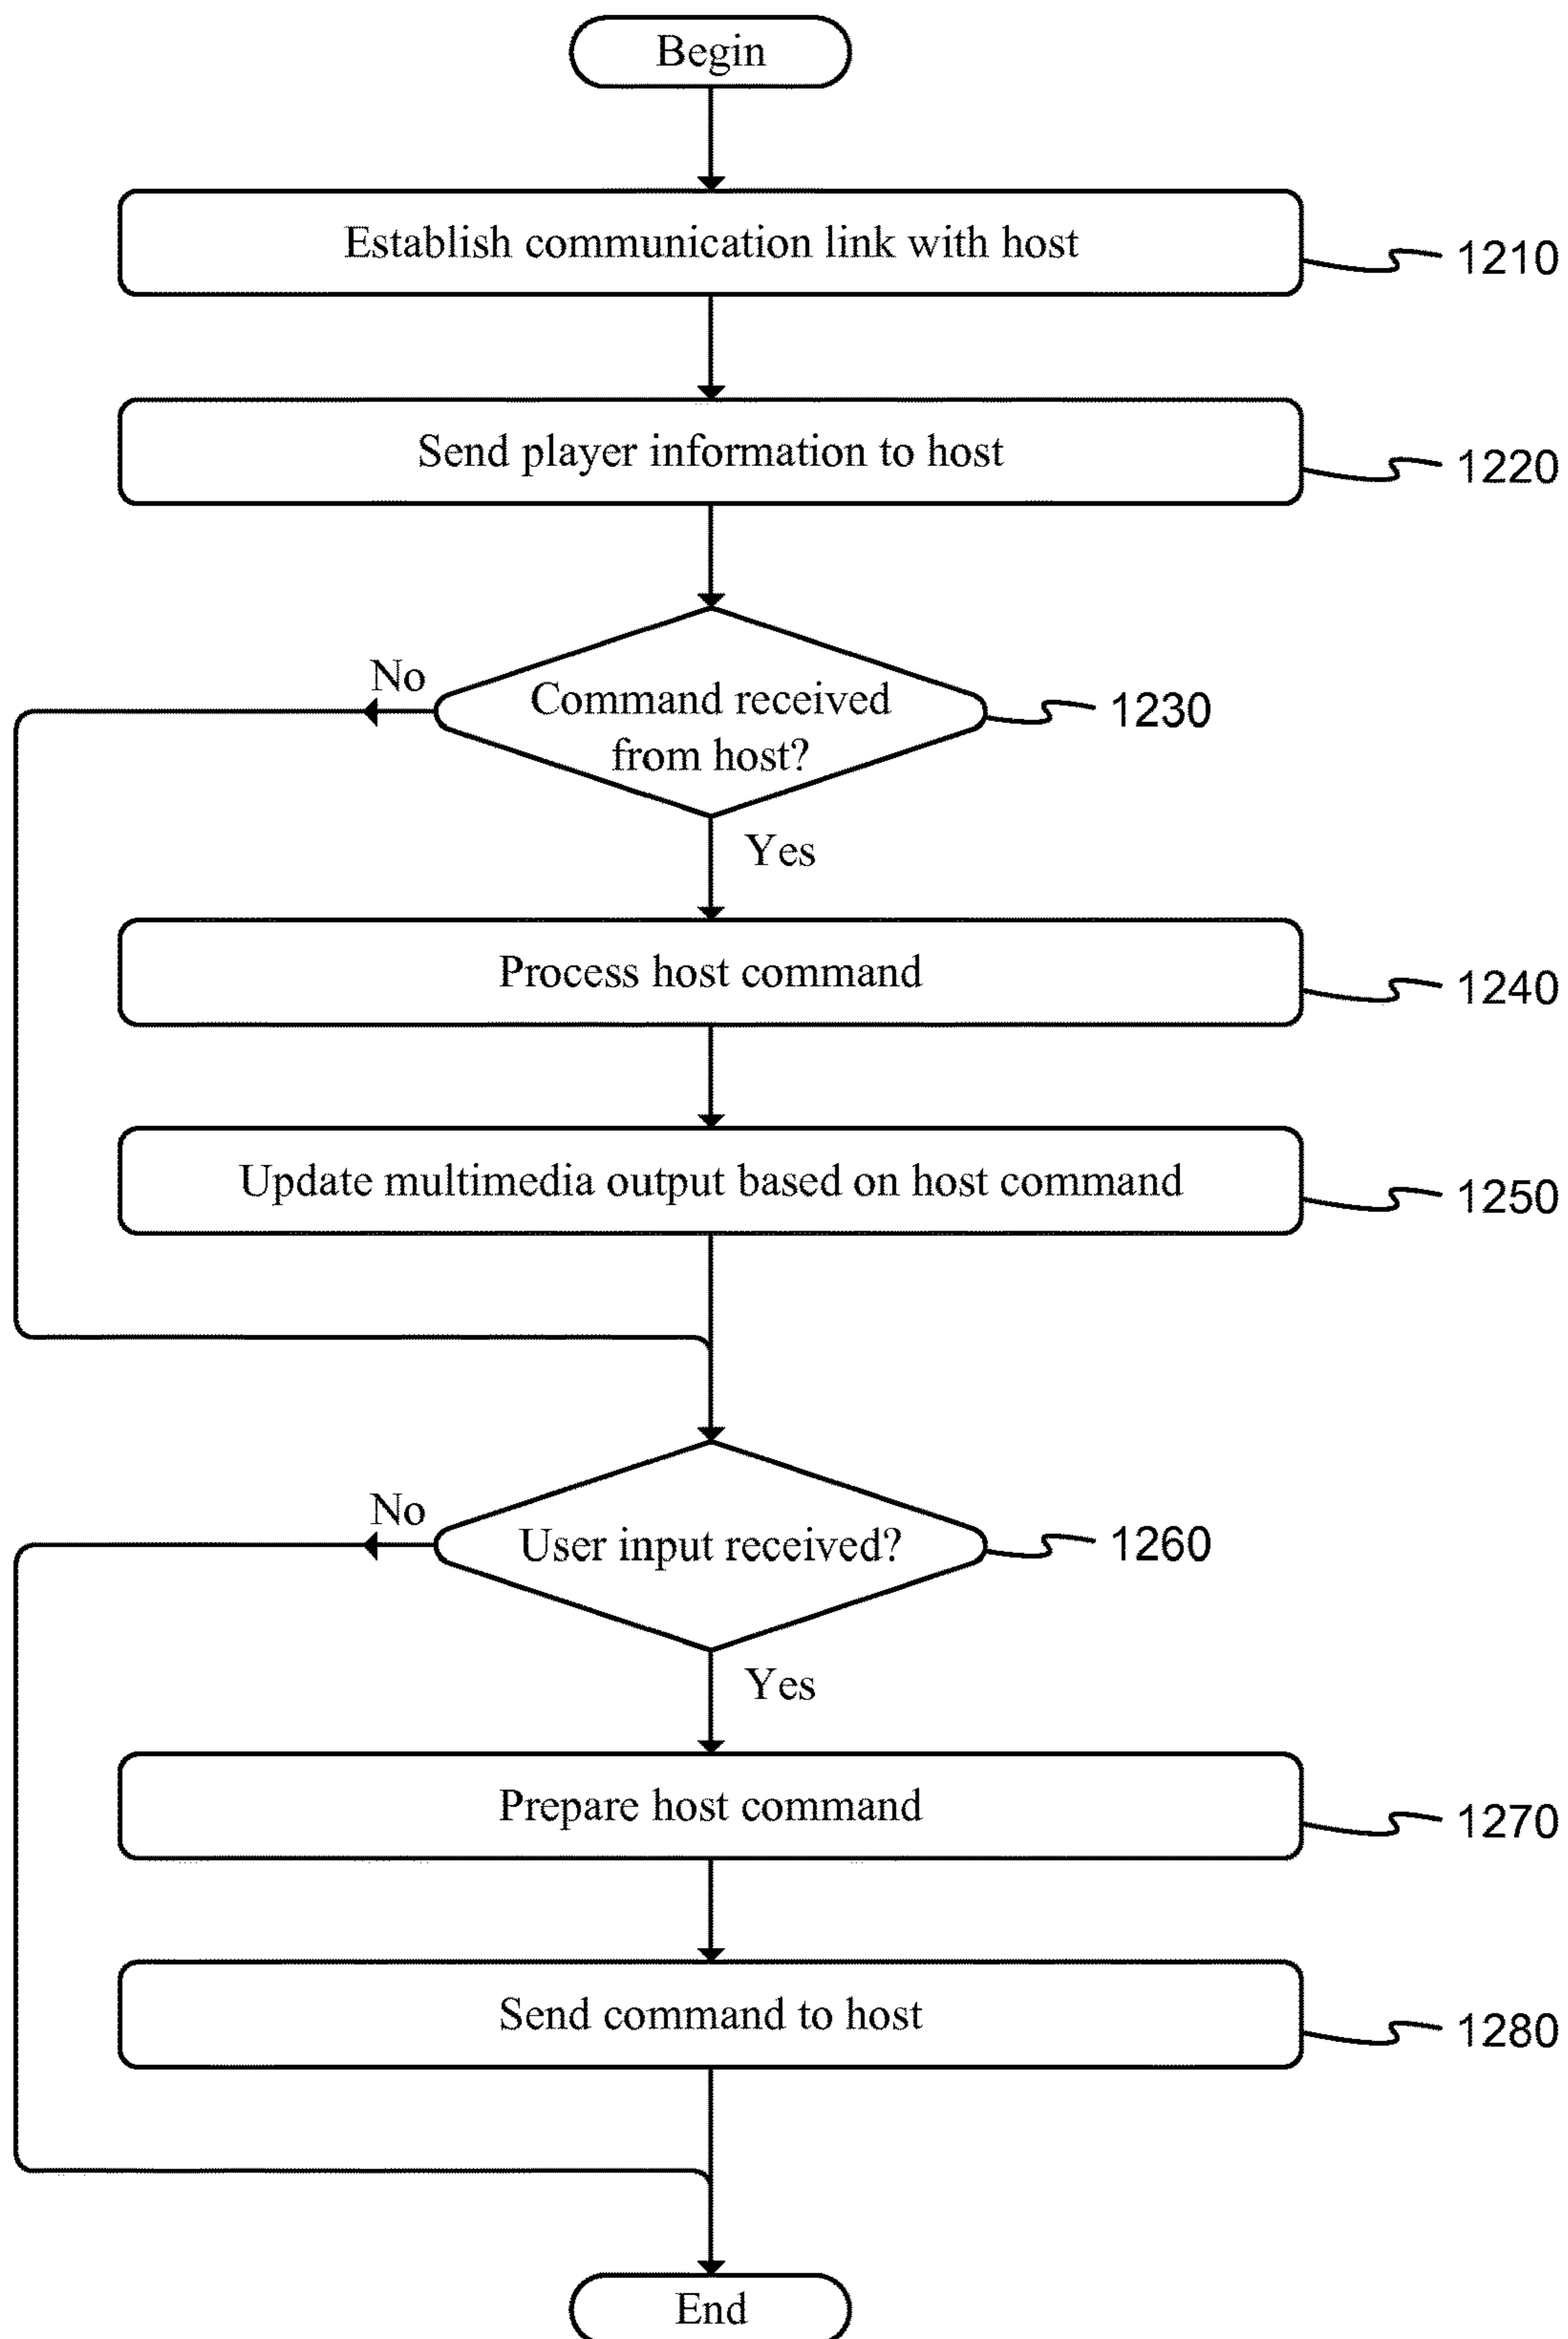 Begin
Establish communication link with host
1210
Send player information to host
1220
No
Command received
from host?
1230
Yes
Process host command
1240
Update multimedia output based on host command
1250
No
User input received?
1260
Yes
Prepare host command
1270
Send command to host
1280
End